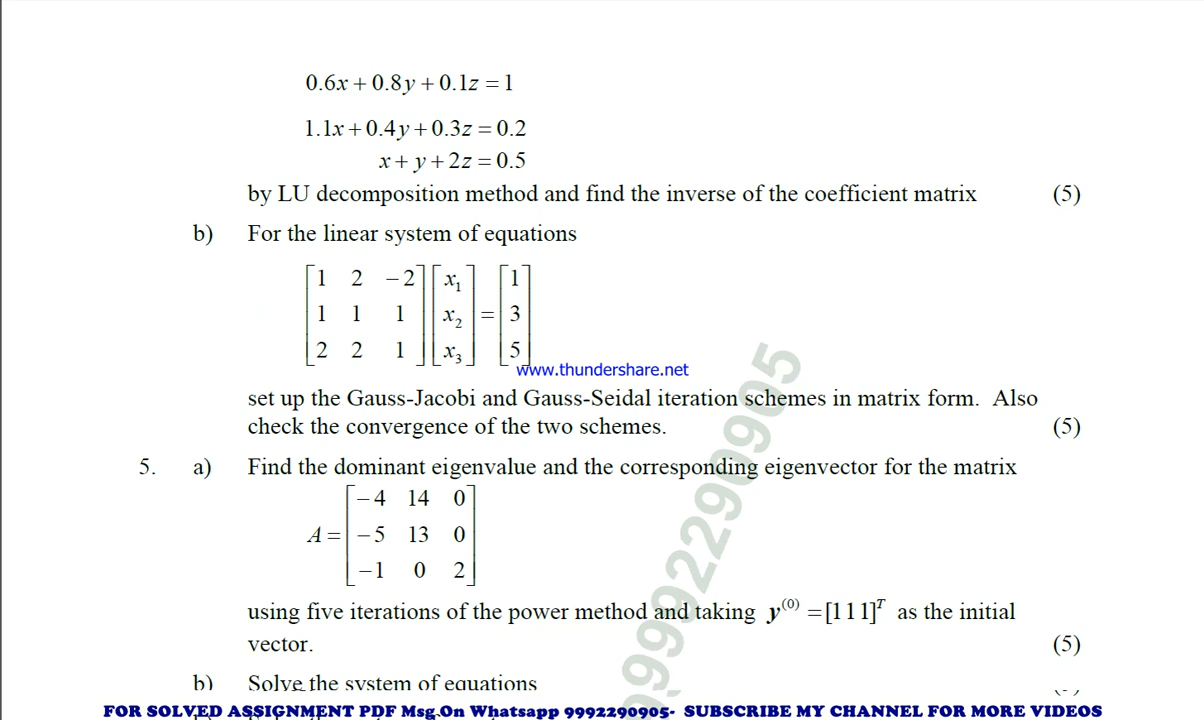 0.6x + 0.8y + 0.1z = 1
1.1x + 0.4y + 0.3z = 0.2
x + y + 2z = 0.5
by LU decomposition method and find the inverse of the coefficient matrix (5)
b) For the linear system of equations
[1 2 -2] [x₁] [1]
[1 1 1] [x₂] = [3]
[2 2 1] [x₃] [5]
www.thundershare.net
set up the Gauss-Jacobi and Gauss-Seidal iteration schemes in matrix form. Also
check the convergence of the two schemes. (5)
5. a) Find the dominant eigenvalue and the corresponding eigenvector for the matrix
[-4 14 0]
A = [-5 13 0]
[-1 0 2]
using five iterations of the power method and taking y⁽⁰⁾ = [1 1 1]ᵀ as the initial
vector. (5)
b) Solve the system of equations
9992290905
FOR SOLVED ASSIGNMENT PDF Msg.On Whatsapp 9992290905- SUBSCRIBE MY CHANNEL FOR MORE VIDEOS